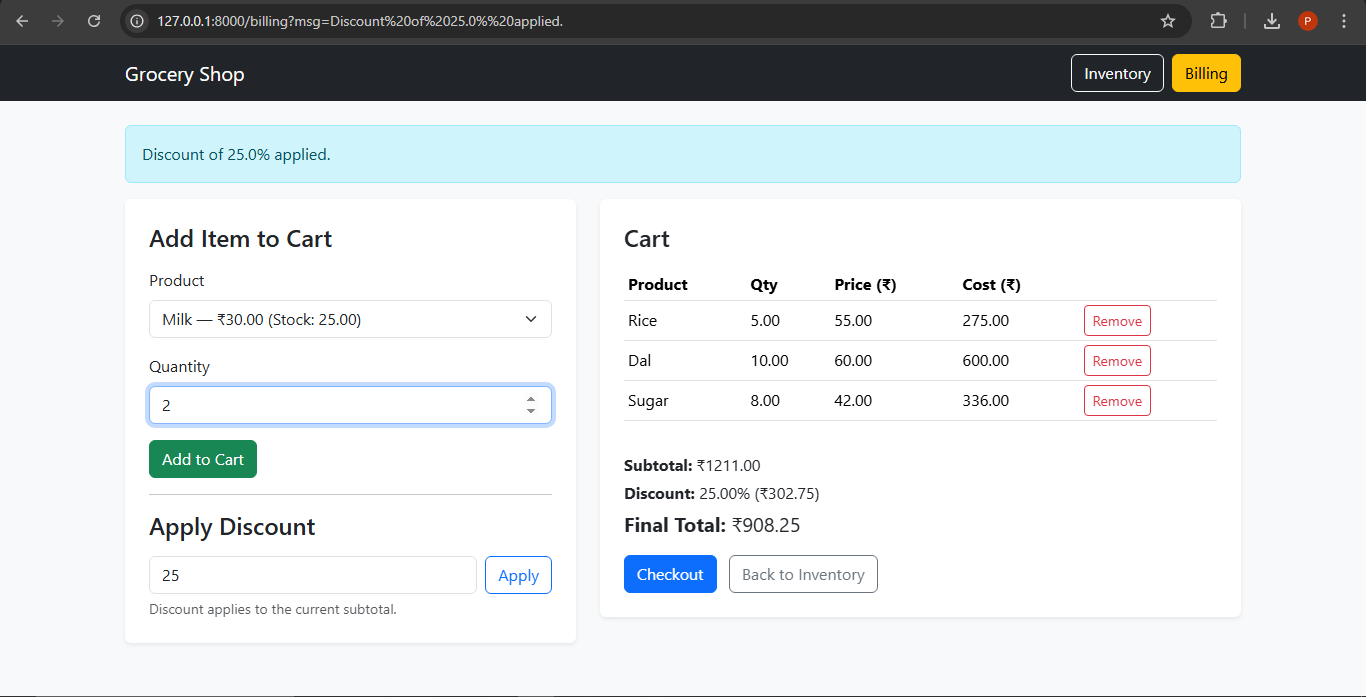 127.0.0.1:8000/billing?msg=Discount%20of%2025.0%%20applied.
P
Grocery Shop
Inventory
Billing
Discount of 25.0% applied.
Add Item to Cart
Product
Milk — ₹30.00 (Stock: 25.00)
Quantity
2
Add to Cart
Apply Discount
25
Apply
Discount applies to the current subtotal.
Cart
Product Qty Price (₹) Cost (₹)
Rice 5.00 55.00 275.00 Remove
Dal 10.00 60.00 600.00 Remove
Sugar 8.00 42.00 336.00 Remove
Subtotal: ₹1211.00
Discount: 25.00% (₹302.75)
Final Total: ₹908.25
Checkout
Back to Inventory